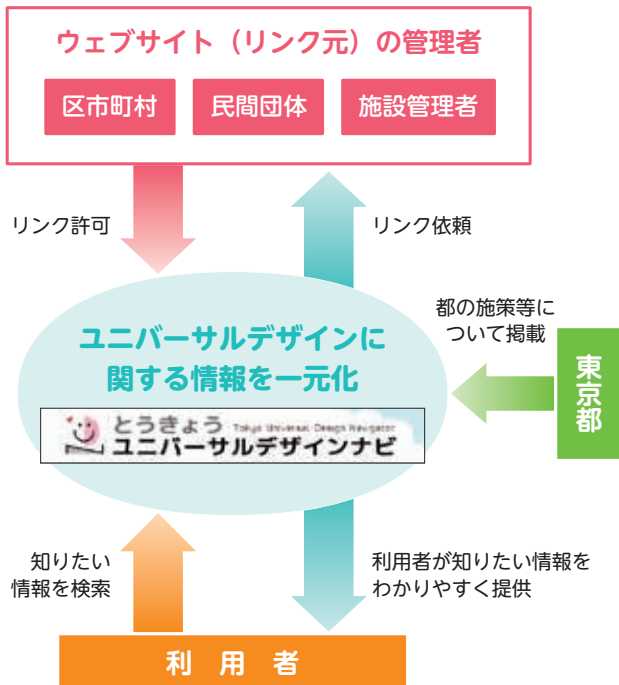 ウェブサイト（リンク元）の管理者
区市町村
民間団体
施設管理者
リンク許可
リンク依頼
都の施策等に
ついて掲載
東京都
ユニバーサルデザインに
関する情報を一元化
とうきょう Tokyo Universal Design Navigator
ユニバーサルデザインナビ
知りたい
情報を検索
利用者が知りたい情報を
わかりやすく提供
利用者